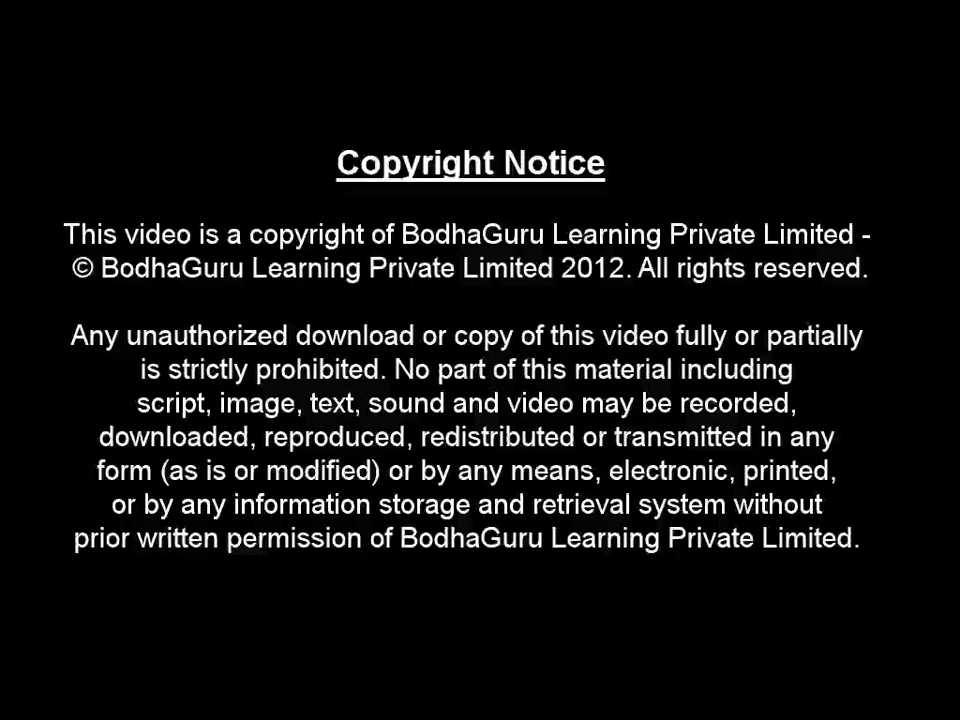 Copyright Notice
This video is a copyright of BodhaGuru Learning Private Limited -
© BodhaGuru Learning Private Limited 2012. All rights reserved.
Any unauthorized download or copy of this video fully or partially
is strictly prohibited. No part of this material including
script, image, text, sound and video may be recorded,
downloaded, reproduced, redistributed or transmitted in any
form (as is or modified) or by any means, electronic, printed,
or by any information storage and retrieval system without
prior written permission of BodhaGuru Learning Private Limited.